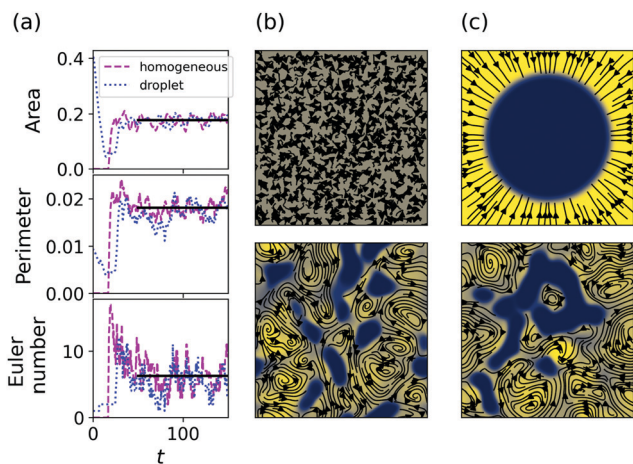 (a)
(b)
(c)
0.4
0.2
0.0
Area
homogeneous
droplet
0.02
0.01
0.00
Perimeter
10
0
Euler
number
0
100
t